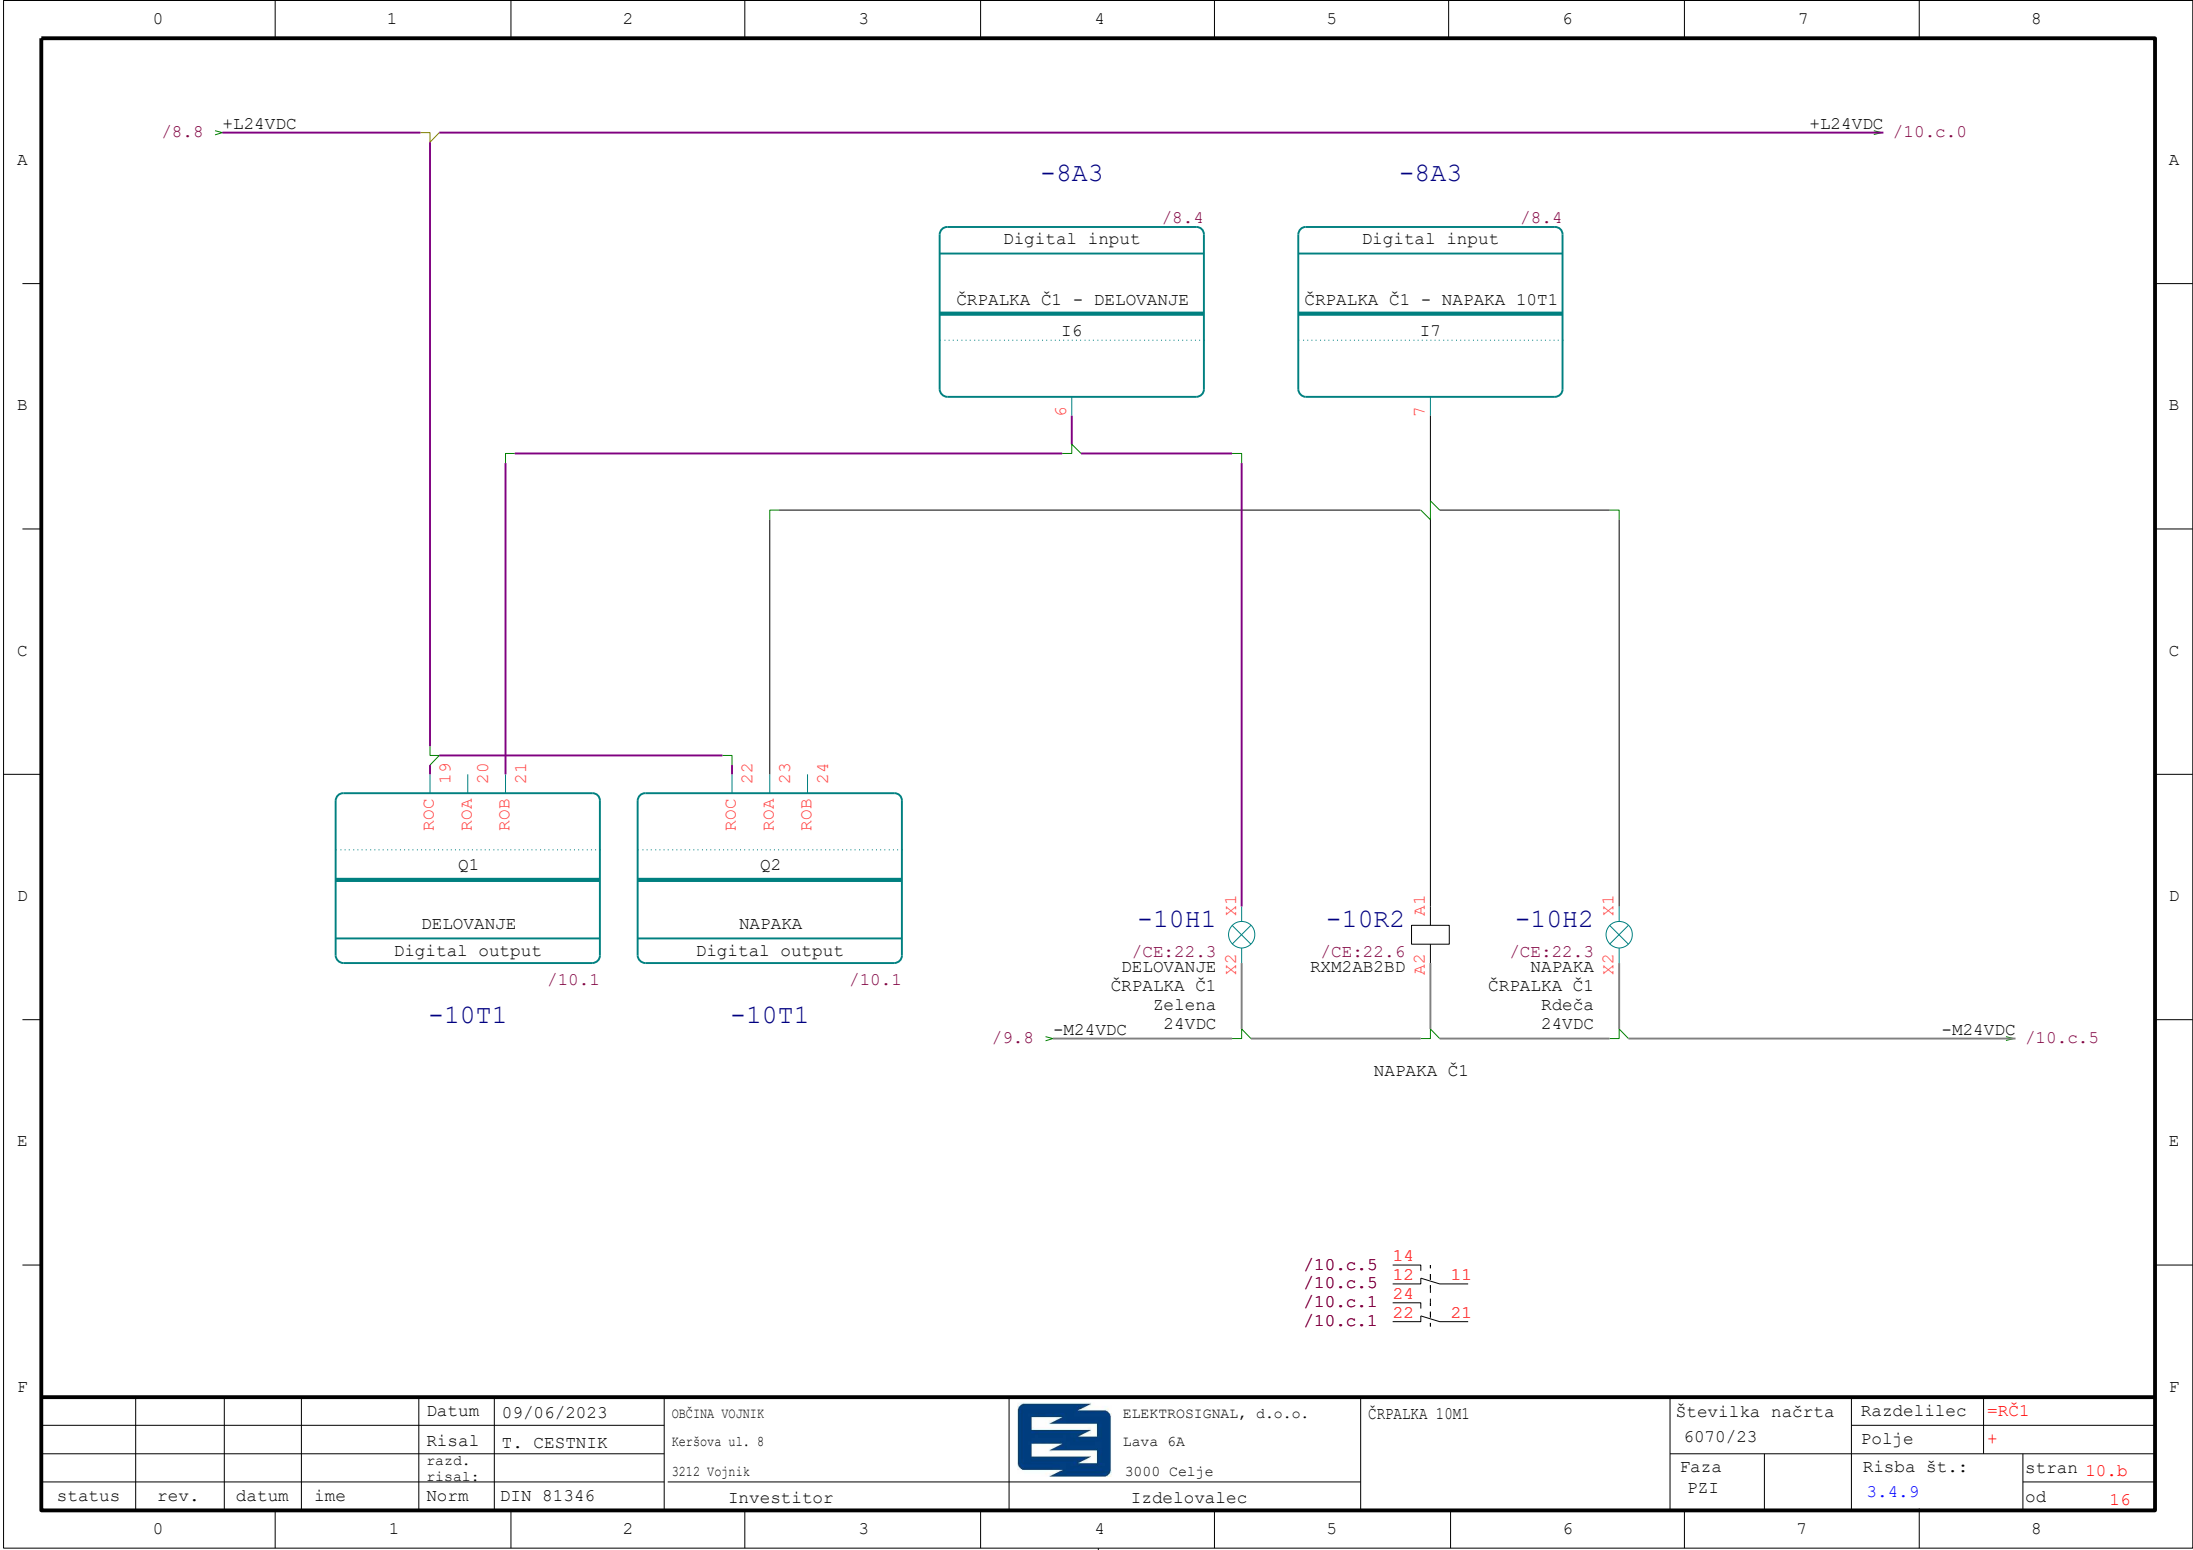 0 1 2 3 4 5 6 7 8
/8.8 +L24VDC +L24VDC /10.c.0
A A
-8A3 -8A3
/8.4 /8.4
Digital input Digital input
ČRPALKA Č1 - DELOVANJE ČRPALKA Č1 - NAPAKA 10T1
I6 I7
B B
6 7
C C
19 20 21 22 23 24
ROC ROA ROB ROC ROA ROB
Q1 Q2
D D
DELOVANJE NAPAKA
Digital output Digital output
/10.1 /10.1
-10T1 -10T1
-10H1 X1 -10R2 A1 -10H2 X1
/CE:22.3 /CE:22.6 /CE:22.3
DELOVANJE X2 RXM2AB2BD A2 NAPAKA X2
ČRPALKA Č1 ČRPALKA Č1
Zelena Rdeča
24VDC 24VDC
/9.8 -M24VDC -M24VDC /10.c.5
NAPAKA Č1
E E
/10.c.5 14
/10.c.5 12 11
/10.c.1 24
/10.c.1 22 21
F F
Datum 09/06/2023 OBČINA VOJNIK ELEKTROSIGNAL, d.o.o. ČRPALKA 10M1 Številka načrta Razdelilec =RČ1
Risal T. CESTNIK Keršova ul. 8 Lava 6A 6070/23 Polje +
razd.
risal: 3212 Vojnik 3000 Celje Faza Risba št.: stran 10.b
PZI 3.4.9 od 16
status rev. datum ime Norm DIN 81346 Investitor Izdelovalec
0 1 2 3 4 5 6 7 8